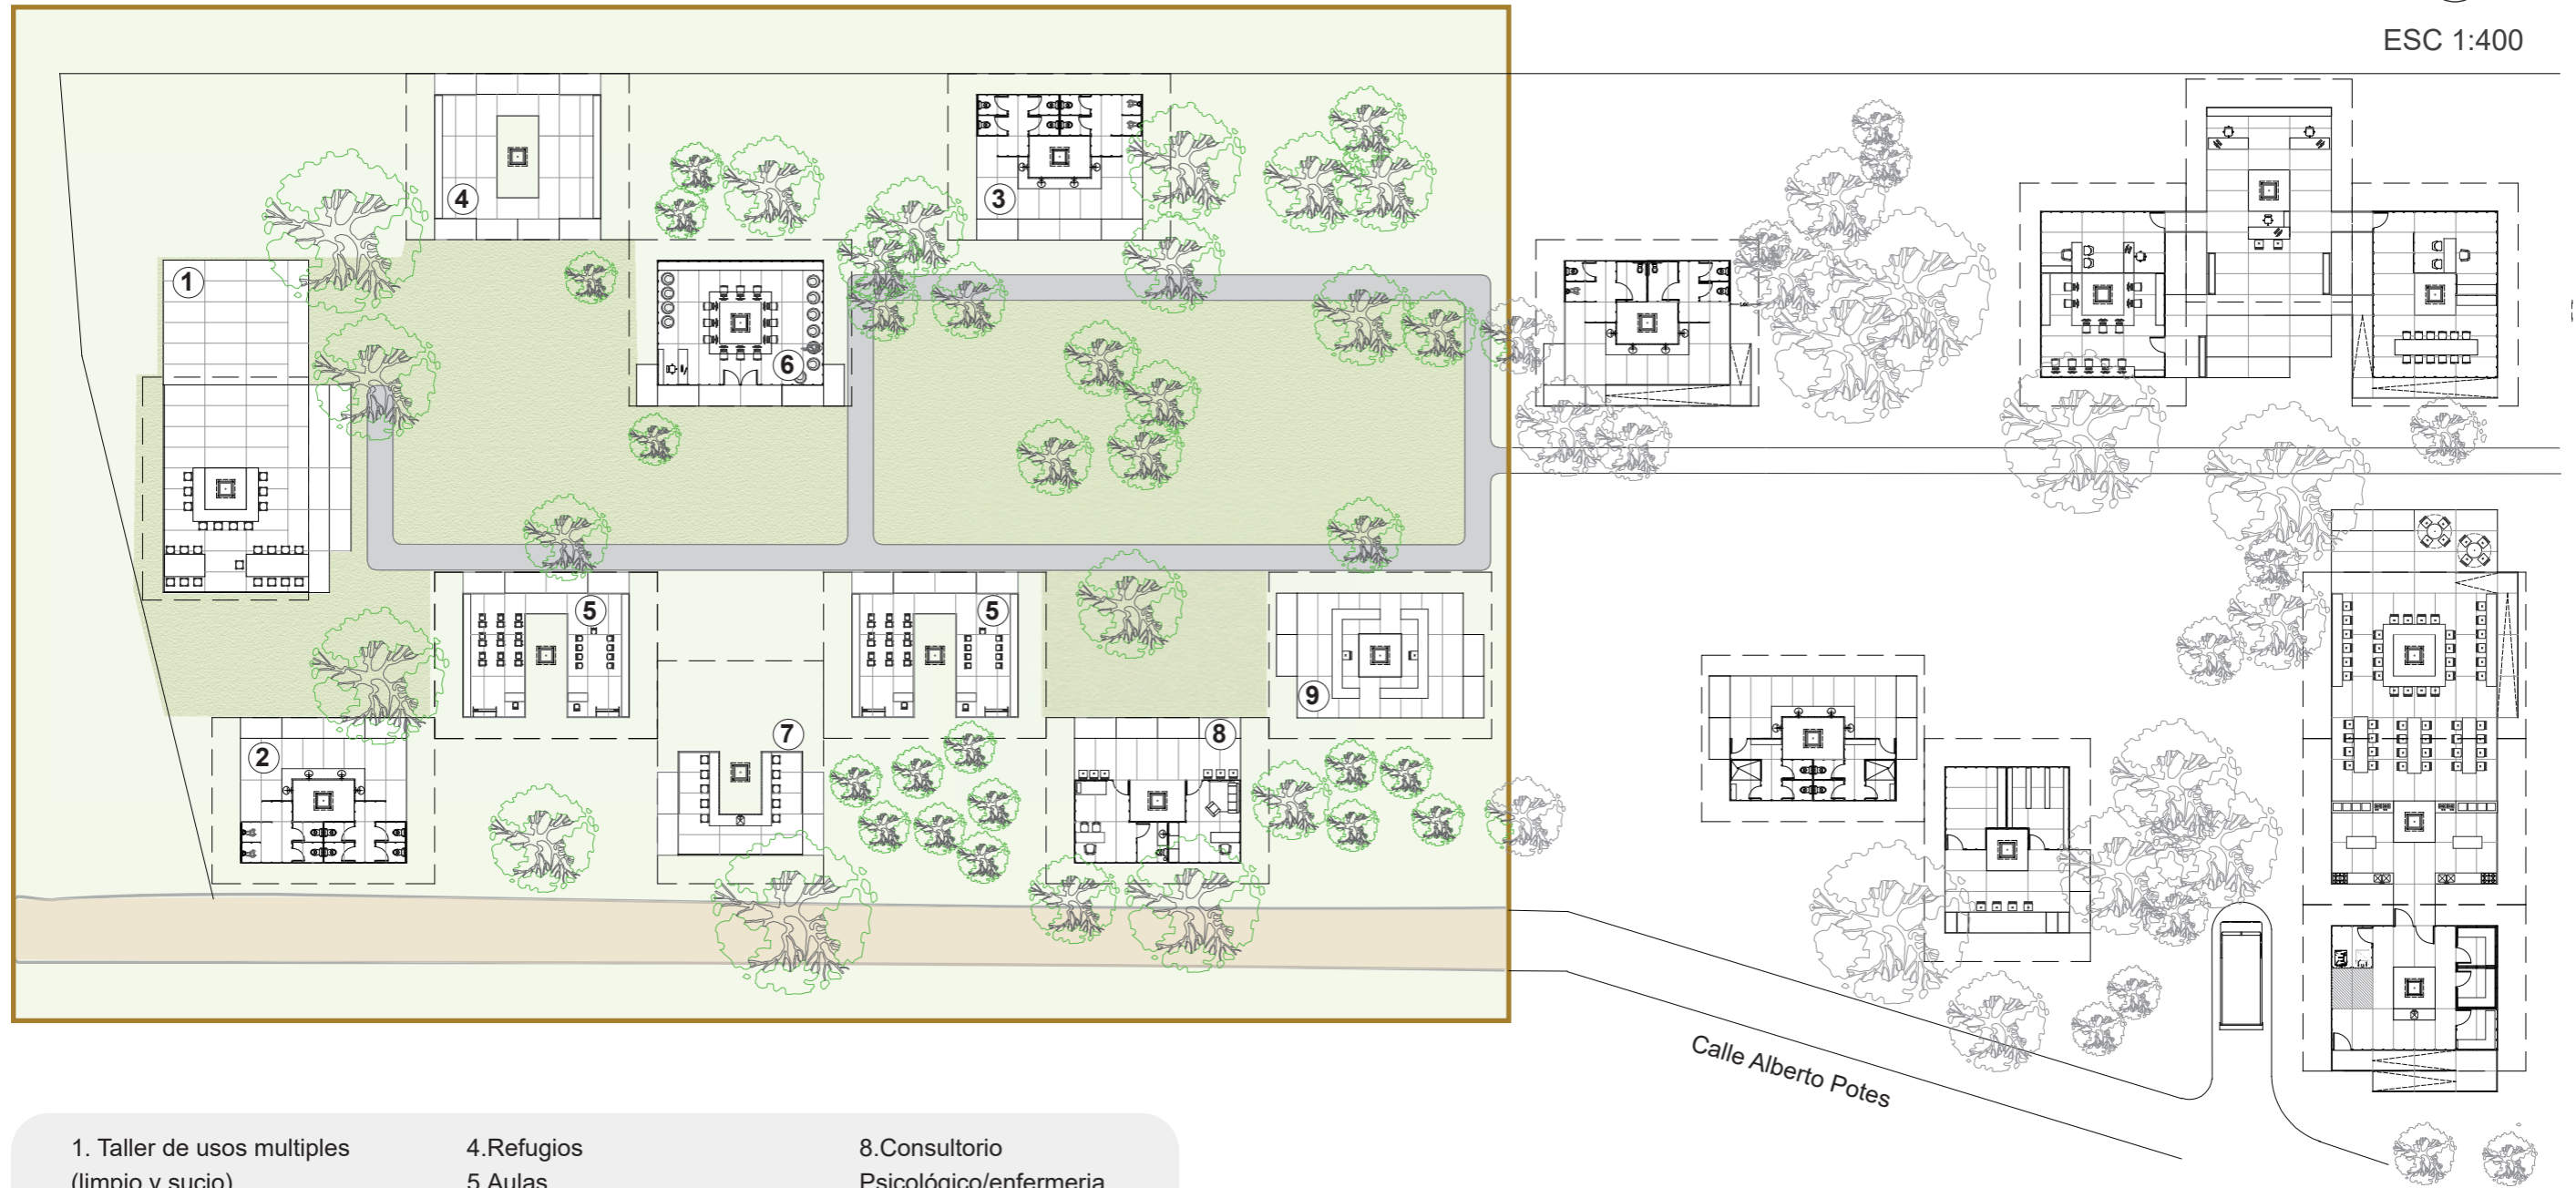 ESC 1:400
4
3
1
6
5
5
9
7
8
2
Calle Alberto Potes
1. Taller de usos multiples
(limpio y sucio)
4.Refugios
5.Aulas
8.Consultorio
Psicológico/enfermeria